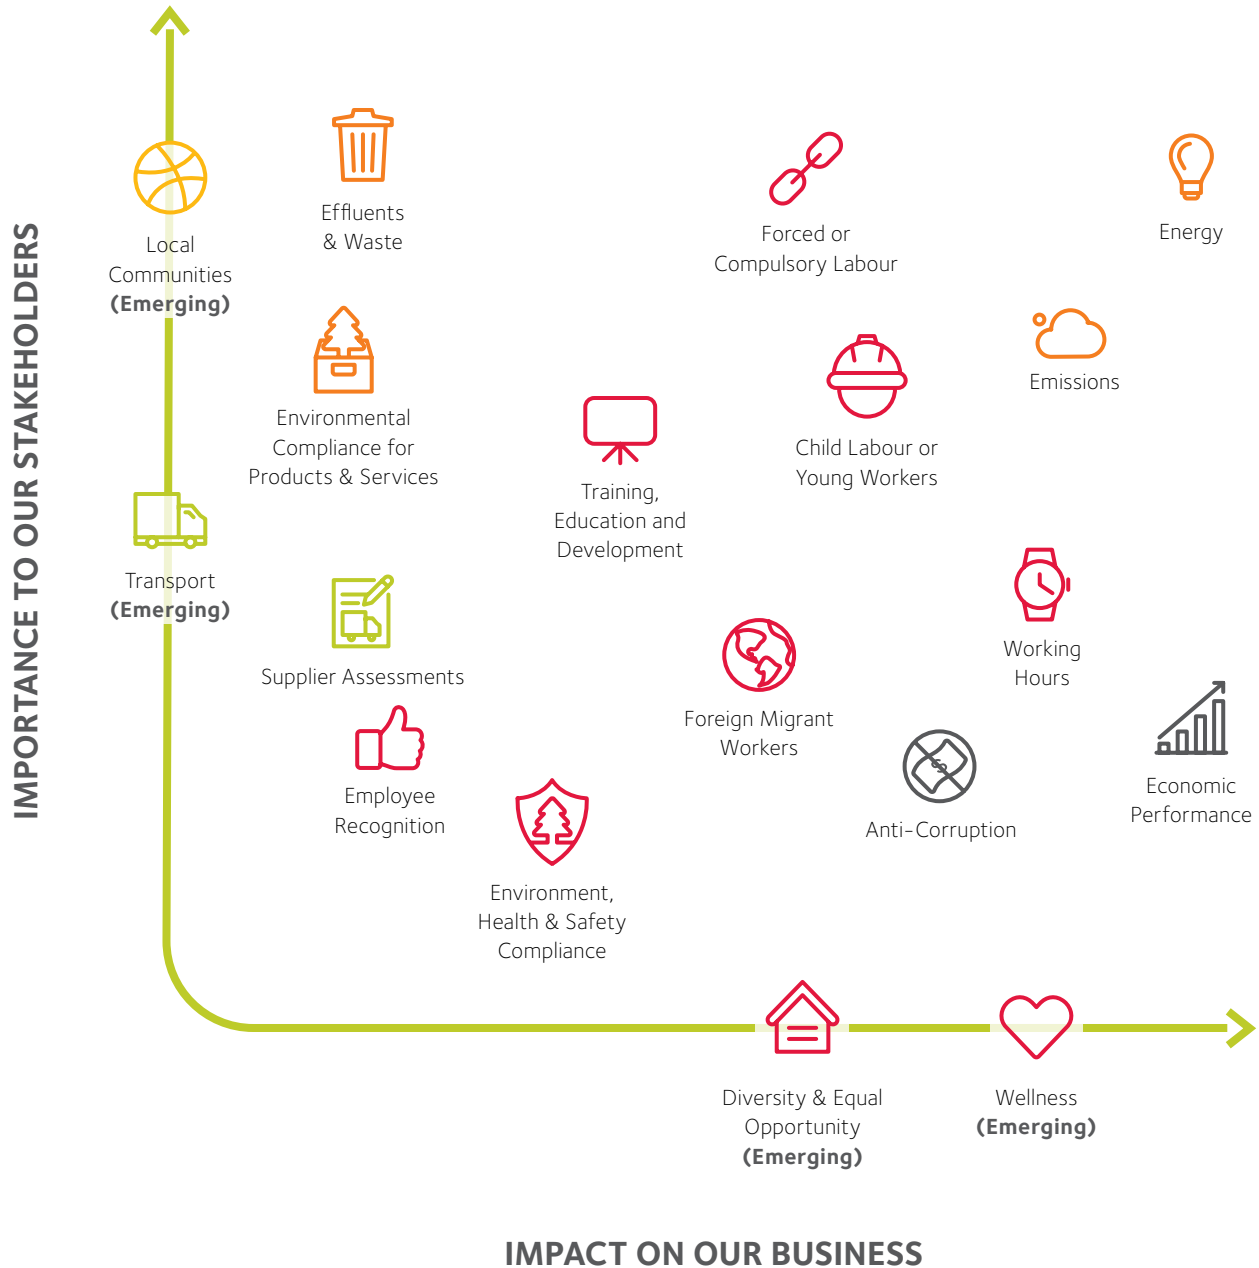 IMPORTANCE TO OUR STAKEHOLDERS
Local
Communities
(Emerging)
Effluents
& Waste
Forced or
Compulsory Labour
Energy
Environmental
Compliance for
Products & Services
Training,
Education and
Development
Child Labour or
Young Workers
Emissions
Transport
(Emerging)
Supplier Assessments
Working
Hours
Foreign Migrant
Workers
Employee
Recognition
$
Anti-Corruption
Economic
Performance
Environment,
Health & Safety
Compliance
Diversity & Equal
Opportunity
(Emerging)
Wellness
(Emerging)
IMPACT ON OUR BUSINESS